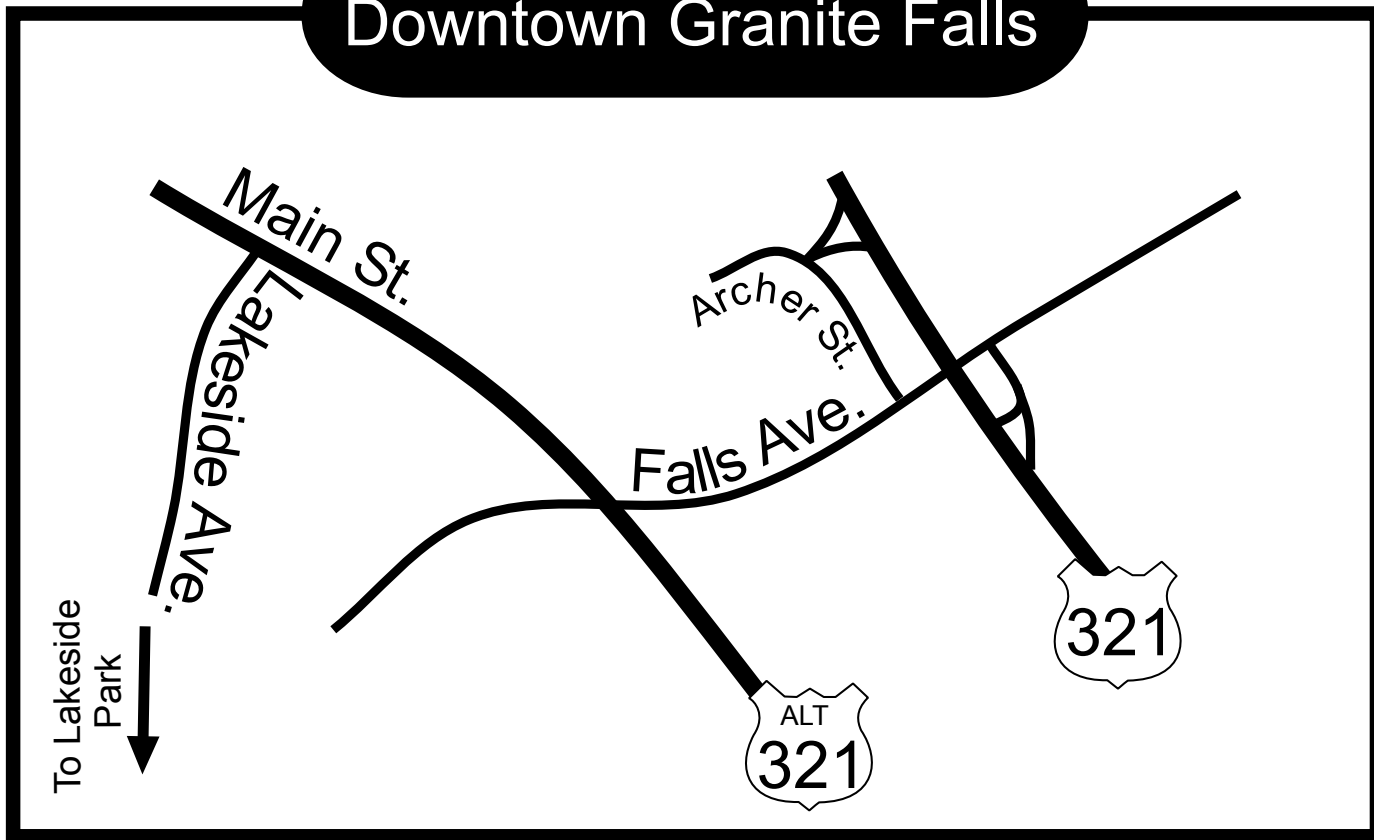 Downtown Granite Falls
Main St.
Lakeside Ave.
Archer St.
Falls Ave.
To Lakeside
Park
321
ALT
321